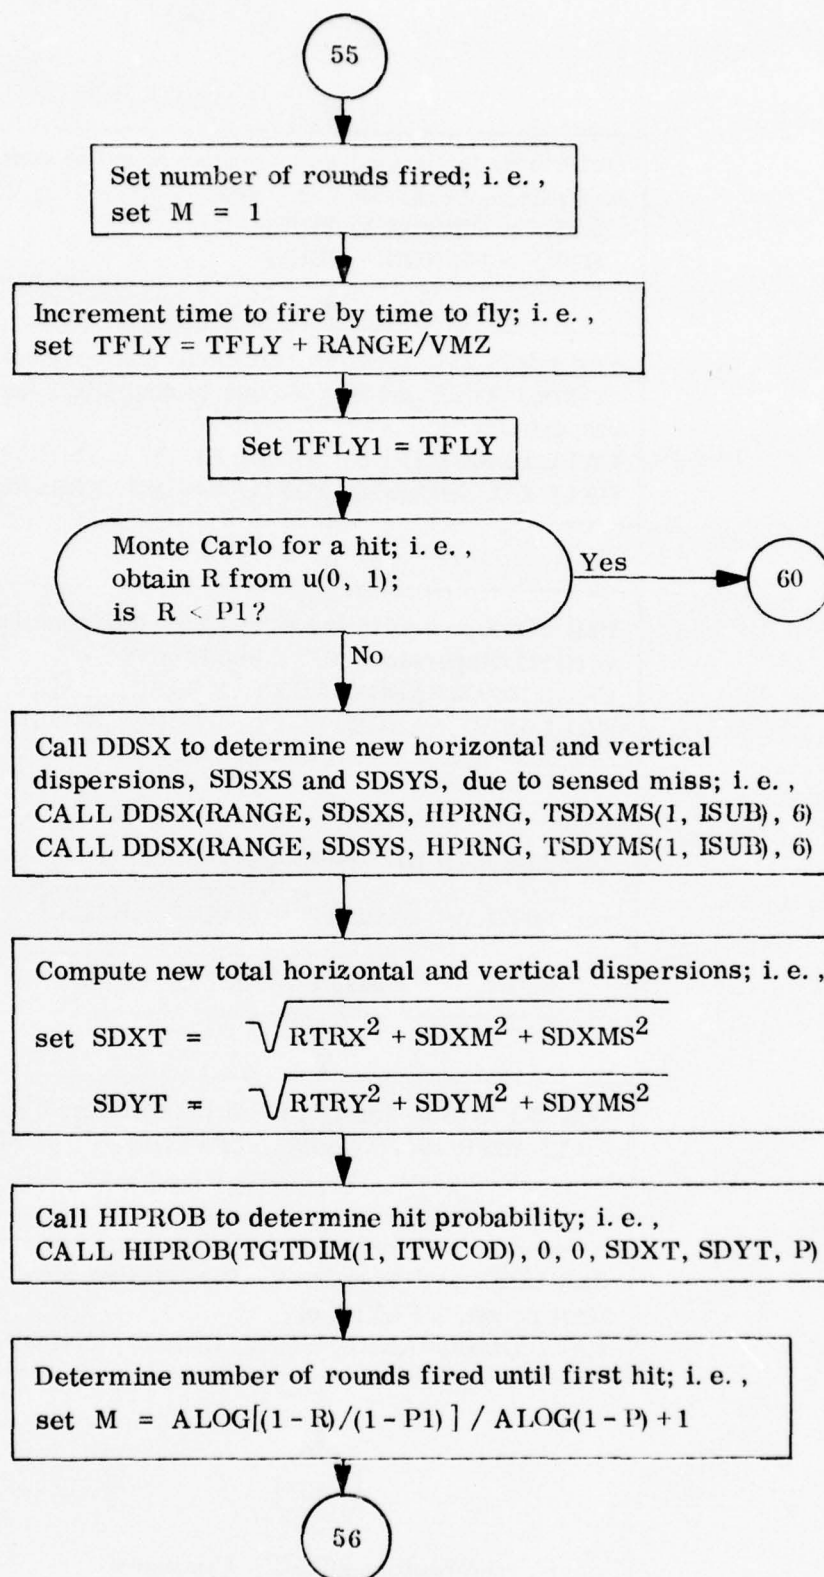 55
Set number of rounds fired; i. e. ,
set M = 1
Increment time to fire by time to fly; i. e. ,
set TFLY = TFLY + RANGE/VMZ
Set TFLY1 = TFLY
Monte Carlo for a hit; i. e. ,
obtain R from u(0, 1);
is R < P1?
Yes
60
No
Call DDSX to determine new horizontal and vertical
dispersions, SDSXS and SDSYS, due to sensed miss; i. e. ,
CALL DDSX(RANGE, SDSXS, HPRNG, TSDXMS(1, ISUB), 6)
CALL DDSX(RANGE, SDSYS, HPRNG, TSDYMS(1, ISUB), 6)
Compute new total horizontal and vertical dispersions; i. e. ,
set SDXT = √RTRX² + SDXM² + SDXMS²
SDYT = √RTRY² + SDYM² + SDYMS²
Call HIPROB to determine hit probability; i. e. ,
CALL HIPROB(TGTDIM(1, ITWCOD), 0, 0, SDXT, SDYT, P)
Determine number of rounds fired until first hit; i. e. ,
set M = ALOG[(1 - R)/(1 - P1)] / ALOG(1 - P) + 1
56